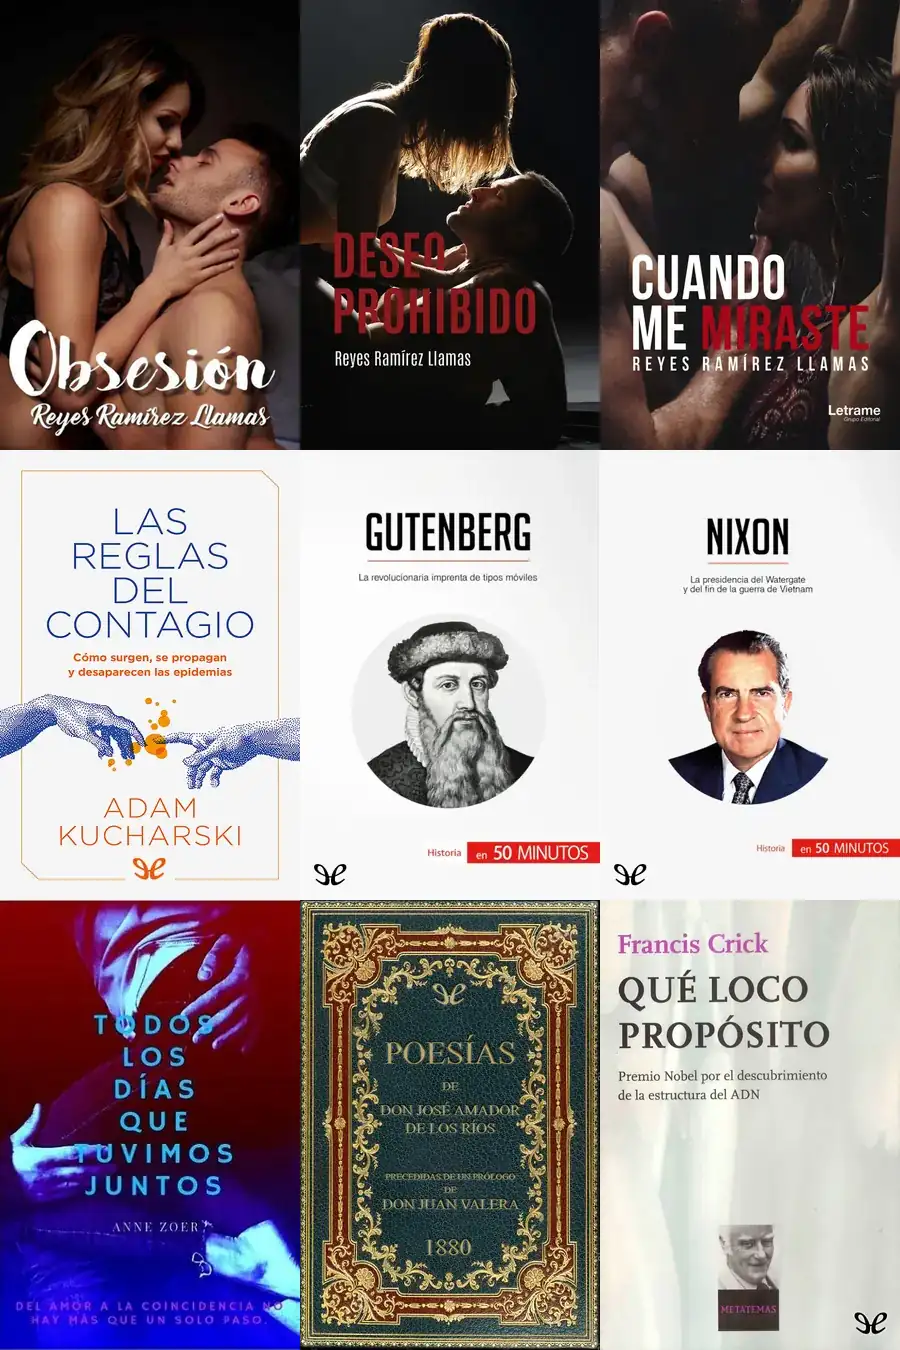 Obsesión
Reyes Ramírez Llamas
DESEO
PROHIBIDO
Reyes Ramírez Llamas
CUANDO
ME MIRASTE
REYES RAMÍREZ LLAMAS
Letrame
Grupo Editorial
LAS
REGLAS
DEL
CONTAGIO
Cómo surgen, se propagan
y desaparecen las epidemias
ADAM
KUCHARSKI
GUTENBERG
La revolucionaria imprenta de tipos móviles
Historia en 50 MINUTOS
NIXON
La presidencia del Watergate
y del fin de la guerra de Vietnam
Historia en 50 MINUTOS
TODOS
LOS
DÍAS
QUE
TUVIMOS
JUNTOS
ANNE ZOER
DEL AMOR A LA COINCIDENCIA NO
HAY MÁS QUE UN SOLO PASO.
POESÍAS
DE
DON JOSÉ AMADOR
DE LOS RÍOS
PRECEDIDAS DE UN PRÓLOGO
DE
DON JUAN VALERA
1880
Francis Crick
QUÉ LOCO
PROPÓSITO
Premio Nobel por el descubrimiento
de la estructura del ADN
METATEMAS